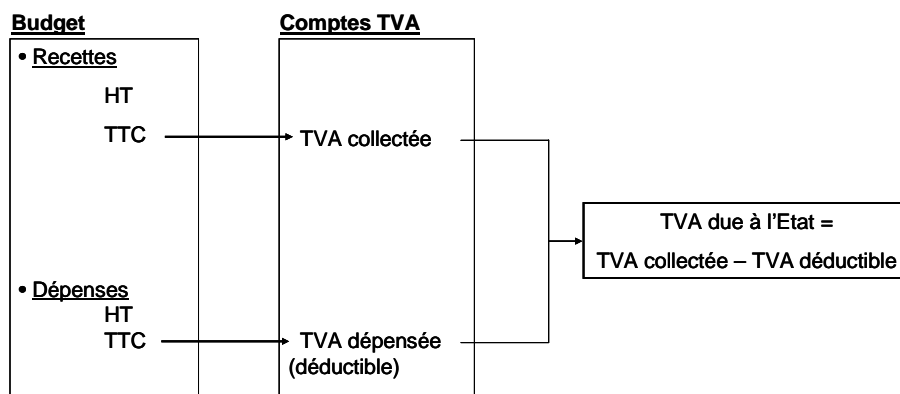 Budget
• Recettes
HT
TTC
• Dépenses
HT
TTC
Comptes TVA
TVA collectée
TVA dépensée
(déductible)
TVA due à l'Etat =
TVA collectée – TVA déductible